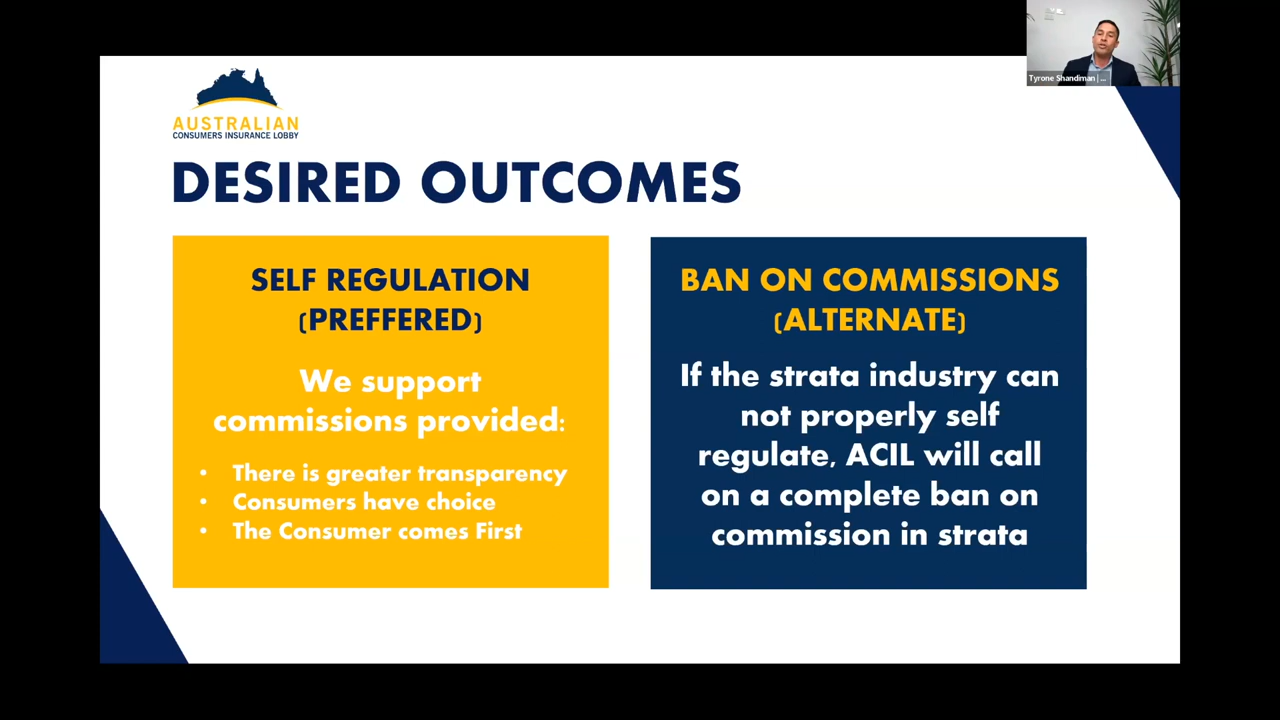 Tyrone Shandiman | ...
AUSTRALIAN
CONSUMERS INSURANCE LOBBY
DESIRED OUTCOMES
SELF REGULATION
(PREFFERED)
We support
commissions provided:
• There is greater transparency
• Consumers have choice
• The Consumer comes First
BAN ON COMMISSIONS
(ALTERNATE)
If the strata industry can
not properly self
regulate, ACIL will call
on a complete ban on
commission in strata